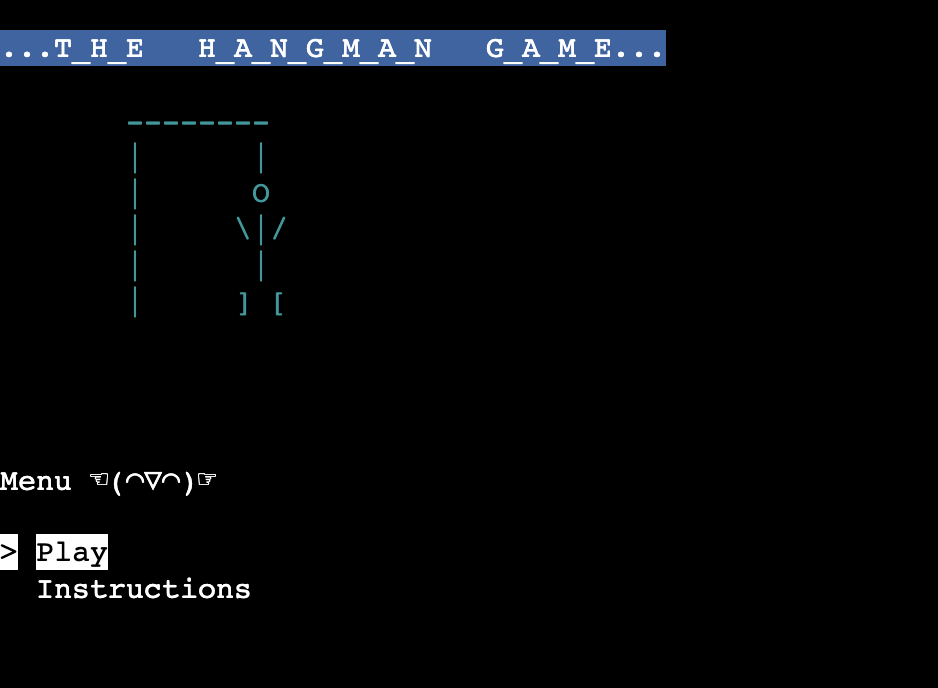 ...T_H_E   H_A_N_G_M_A_N   G_A_M_E...
--------
|      |
|      o
|     \|/
|      |
|     ] [
Menu ☜(⌒▽⌒)☞
> Play
Instructions